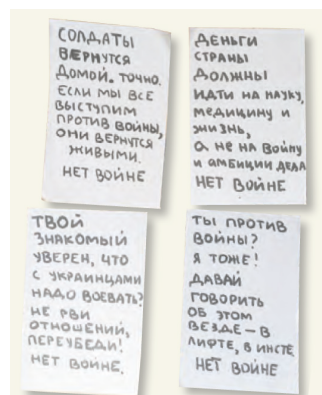 СОЛДАТЫ
ВЕРНУТСЯ
ДОМОЙ. ТОЧНО.
ЕСЛИ МЫ ВСЕ
ВЫСТУПИМ
ПРОТИВ ВОЙНЫ,
ОНИ ВЕРНУТСЯ
ЖИВЫМИ.
НЕТ ВОЙНЕ
ДЕНЬГИ
СТРАНЫ
ДОЛЖНЫ
ИДТИ НА НАУКУ,
МЕДИЦИНУ И
ЖИЗНЬ,
А НЕ НА ВОЙНУ
И АМБИЦИИ ДЕДА
НЕТ ВОЙНЕ
ТВОЙ
ЗНАКОМЫЙ
УВЕРЕН, ЧТО
С УКРАИНЦАМИ
НАДО ВОЕВАТЬ?
НЕ РВИ
ОТНОШЕНИЙ,
ПЕРЕУБЕДИ!
НЕТ ВОЙНЕ.
ТЫ ПРОТИВ
ВОЙНЫ?
Я ТОЖЕ!
ДАВАЙ
ГОВОРИТЬ
ОБ ЭТОМ
ВЕЗДЕ – В
ЛИФТЕ, В ИНСТЕ
НЕТ ВОЙНЕ